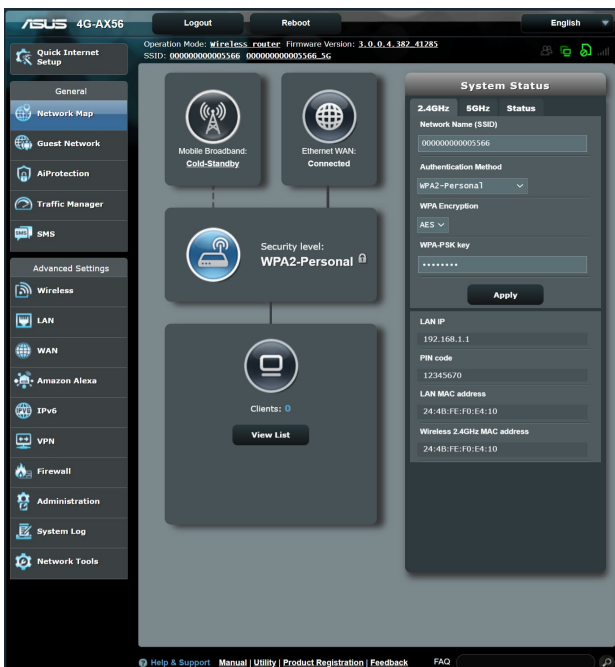 ASUS 4G-AX56
Logout
Reboot
English
Quick Internet
Setup
Operation Mode: Wireless router Firmware Version: 3.0.0.4.382_41285
SSID: 000000000005566 000000000005566_5G
General
Network Map
Guest Network
AiProtection
Traffic Manager
SMS
SMS
Advanced Settings
Wireless
LAN
WAN
Amazon Alexa
IPv6
IPv6
VPN
Firewall
Administration
System Log
Network Tools
Mobile Broadband:
Cold-Standby
Ethernet WAN:
Connected
Security level:
WPA2-Personal
Clients: 0
View List
System Status
2.4GHz
5GHz
Status
Network Name (SSID)
000000000005566
Authentication Method
WPA2-Personal
WPA Encryption
AES
WPA-PSK key
••••••••
Apply
LAN IP
192.168.1.1
PIN code
12345670
LAN MAC address
24:4B:FE:F0:E4:10
Wireless 2.4GHz MAC address
24:4B:FE:F0:E4:10
Help & Support Manual | Utility | Product Registration | Feedback
FAQ